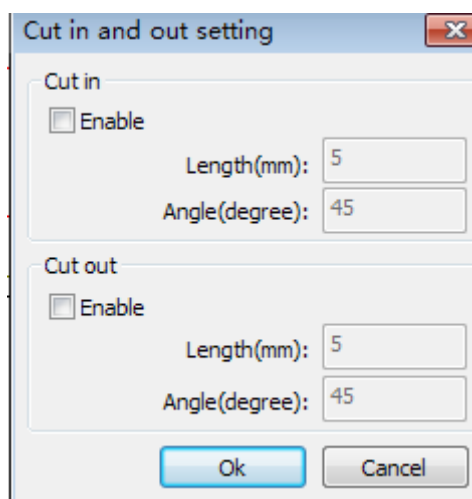 Cut in and out setting
Cut in
Enable
Length(mm): 5
Angle(degree): 45
Cut out
Enable
Length(mm): 5
Angle(degree): 45
Ok Cancel